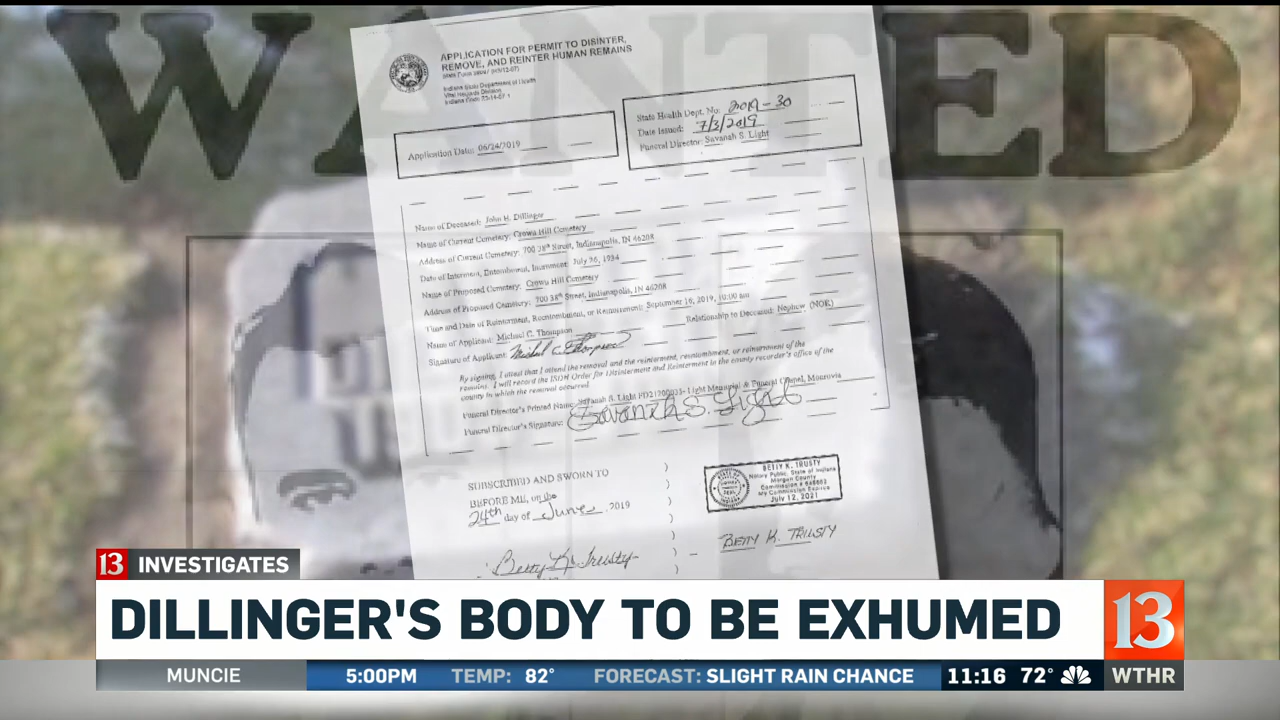 WANTED
APPLICATION FOR PERMIT TO DISINTER,
REMOVE, AND REINTER HUMAN REMAINS
Indiana State Department of Health
Vital Records Division
Application Date: 06/24/2019
State Health Dept. No: 2019-30
Date Issued: 7/3/2019
Funeral Director: Savanah S. Light
Name of Deceased: John H. Dillinger
Name of Current Cemetery: Crown Hill Cemetery
Address of Current Cemetery: 700 38th Street, Indianapolis, IN 46208
Date of Interment, Entombment, Inurnment: July 26, 1934
Name of Proposed Cemetery: Crown Hill Cemetery
Address of Proposed Cemetery: 700 38th Street, Indianapolis, IN 46208
Time and Date of Reinterment, Reentombment, or Reinurnment: September 16, 2019, 10:00 am
Name of Applicant: Michael C. Thompson Relationship to Deceased: Nephew (NOK)
Signature of Applicant: Michael C. Thompson
By signing, I attest that I attend the removal and the reinterment, reentombment, or reinurnment of the
remains. I will record the ISDH Order for Disinterment and Reinterment in the county recorder's office of the
county in which the removal occurred.
Funeral Director's Printed Name: Savanah S. Light Light Memorial & Funeral Chapel, Monrovia
Funeral Director's Signature: Savanah S. Light
SUBSCRIBED AND SWORN TO )
BEFORE ME, on the )
24th day of June, 2019 )
Betty K. Trusty
BETTY K. TRUSTY
Notary Public, State of Indiana
Morgan County
My Commission Expires
July 12, 2021
BETTY K. TRUSTY
13 INVESTIGATES
DILLINGER'S BODY TO BE EXHUMED
13
MUNCIE 5:00PM TEMP: 82° FORECAST: SLIGHT RAIN CHANCE 11:16 72° WTHR